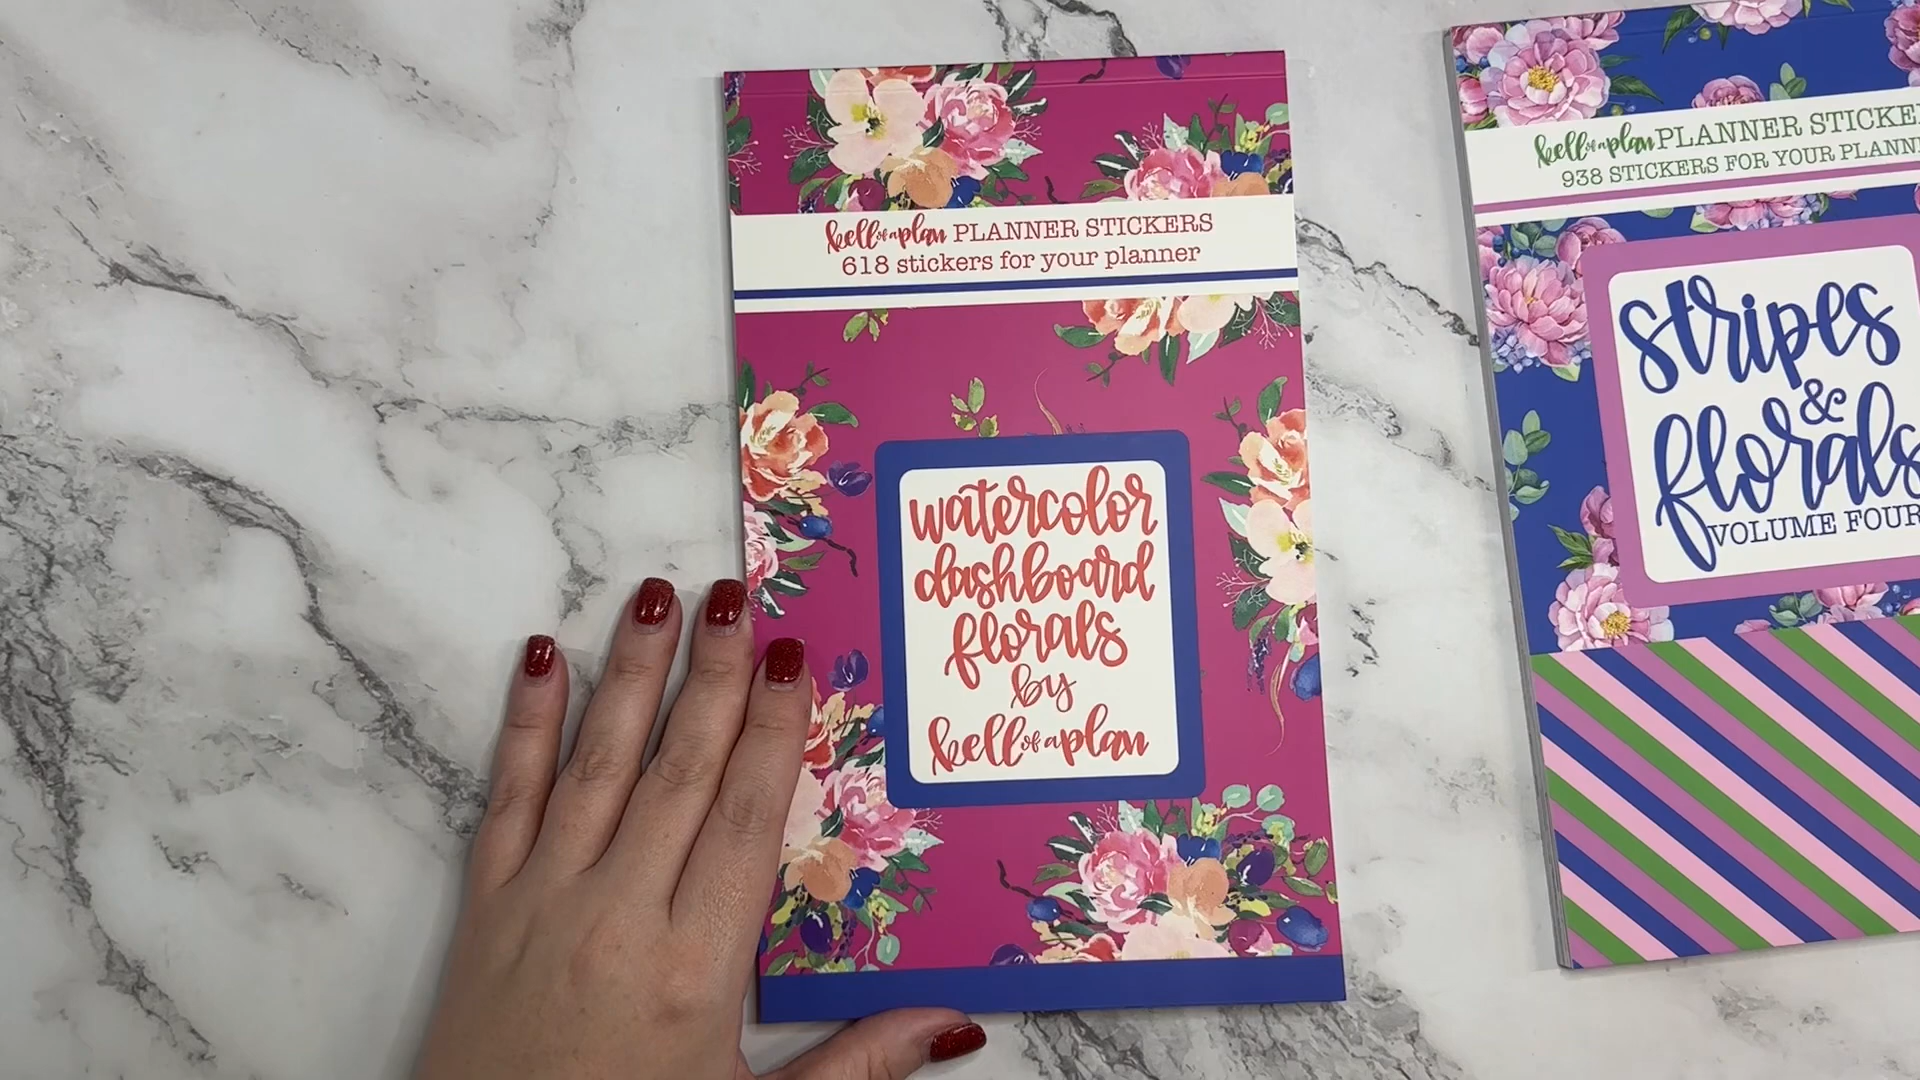 kell of a plan PLANNER STICKERS
618 stickers for your planner
watercolor
dashboard
florals
by
kell of a plan
kell of a plan PLANNER STICKE
938 STICKERS FOR YOUR PLANN
stripes
&
florals
VOLUME FOUR